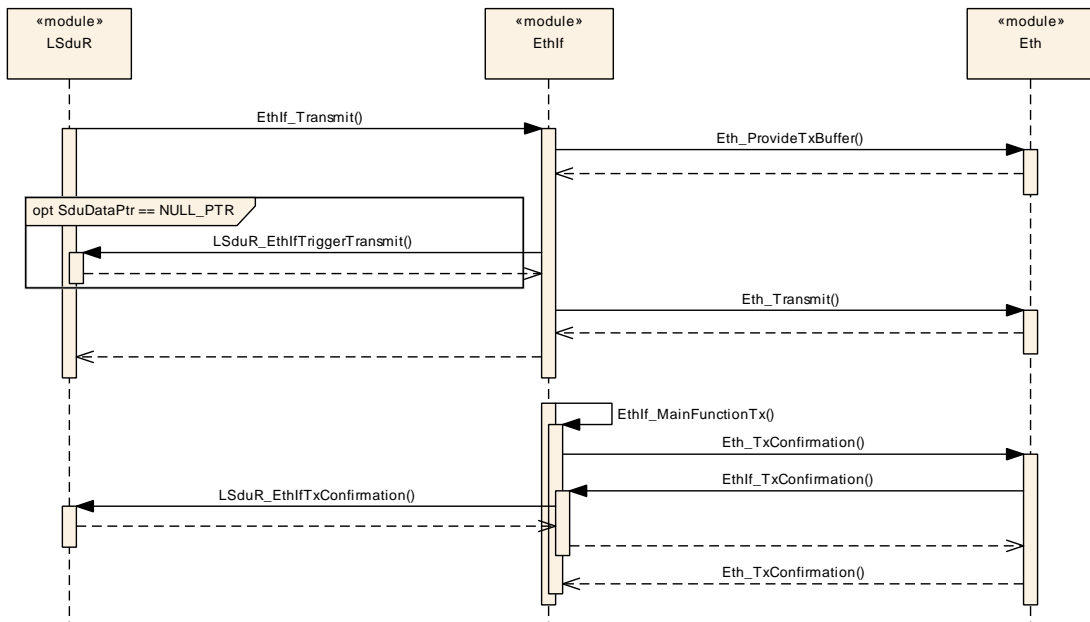 «module»
LSduR
«module»
EthIf
«module»
Eth
EthIf_Transmit()
Eth_ProvideTxBuffer()
opt SduDataPtr == NULL_PTR
LSduR_EthIfTriggerTransmit()
Eth_Transmit()
EthIf_MainFunctionTx()
Eth_TxConfirmation()
EthIf_TxConfirmation()
LSduR_EthIfTxConfirmation()
Eth_TxConfirmation()